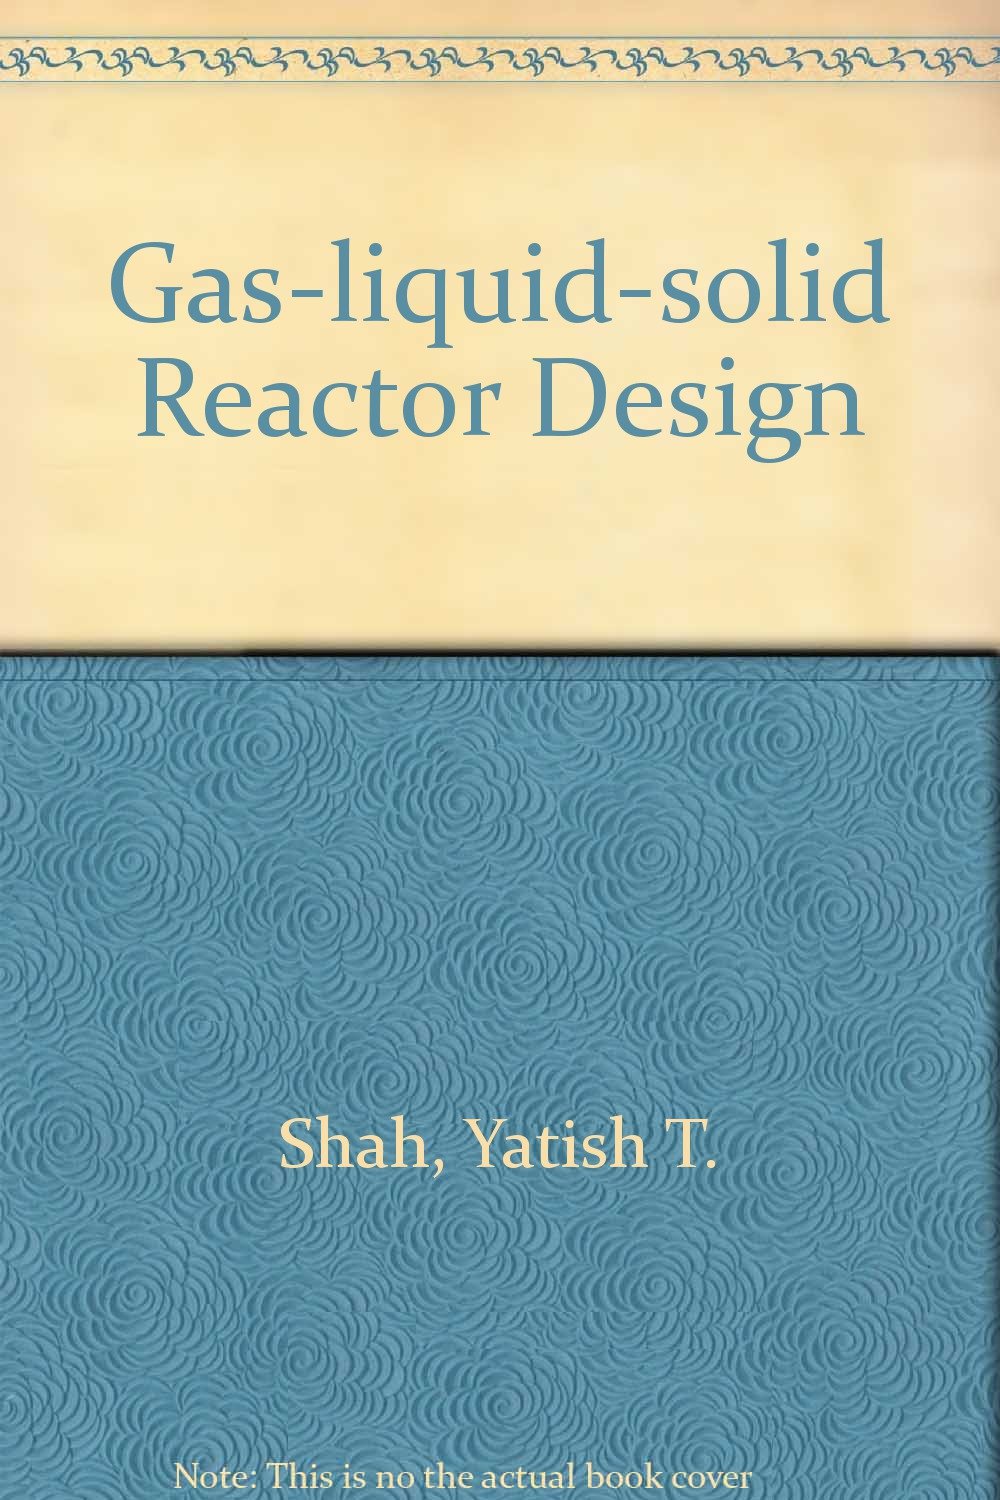 Gas-liquid-solid
Reactor Design
Shah, Yatish T.
Note: This is no the actual book cover